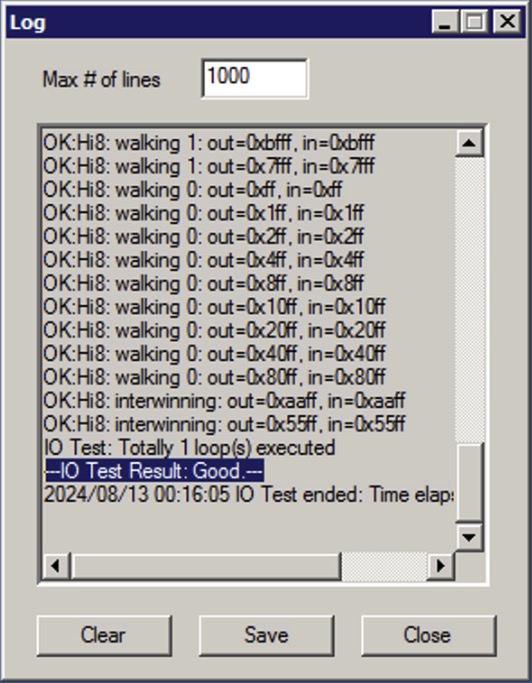 Log
Max # of lines 1000
OK:Hi8: walking 1: out=0xbfff, in=0xbfff
OK:Hi8: walking 1: out=0x7fff, in=0x7fff
OK:Hi8: walking 0: out=0xff, in=0xff
OK:Hi8: walking 0: out=0x1ff, in=0x1ff
OK:Hi8: walking 0: out=0x2ff, in=0x2ff
OK:Hi8: walking 0: out=0x4ff, in=0x4ff
OK:Hi8: walking 0: out=0x8ff, in=0x8ff
OK:Hi8: walking 0: out=0x10ff, in=0x10ff
OK:Hi8: walking 0: out=0x20ff, in=0x20ff
OK:Hi8: walking 0: out=0x40ff, in=0x40ff
OK:Hi8: walking 0: out=0x80ff, in=0x80ff
OK:Hi8: interwinning: out=0xaaff, in=0xaaff
OK:Hi8: interwinning: out=0x55ff, in=0x55ff
IO Test: Totally 1 loop(s) executed
---IO Test Result: Good.---
2024/08/13 00:16:05 IO Test ended: Time elaps
Clear Save Close